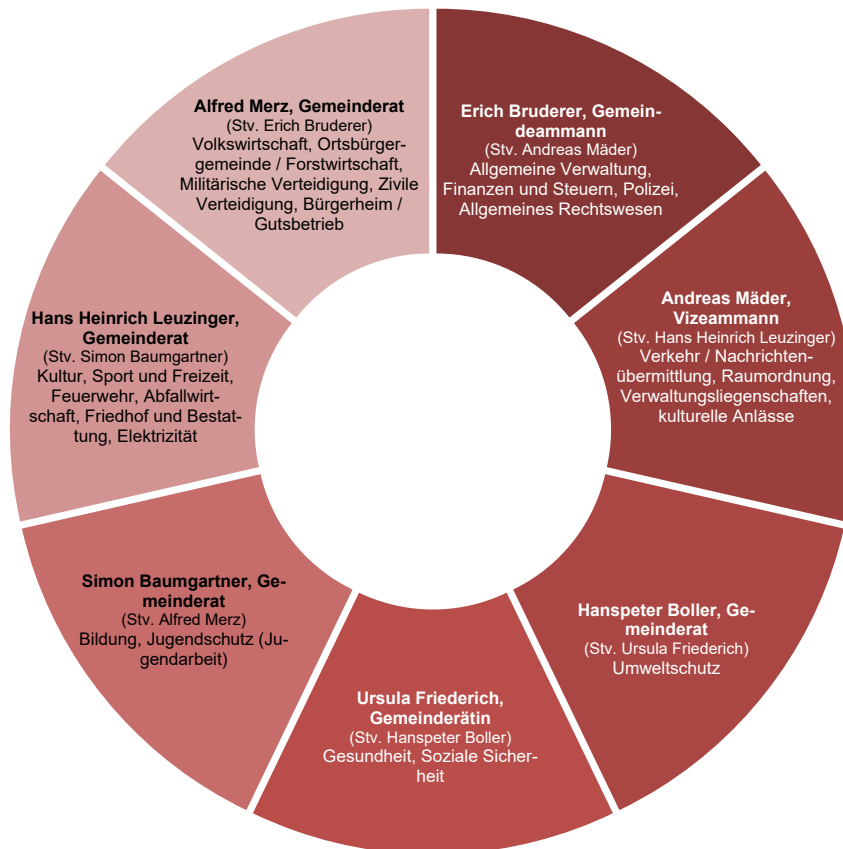 Alfred Merz, Gemeinderat
(Stv. Erich Bruderer)
Volkswirtschaft, Ortsbürger-
gemeinde / Forstwirtschaft,
Militärische Verteidigung, Zivile
Verteidigung, Bürgerheim /
Gutsbetrieb
Erich Bruderer, Gemein-
deammann
(Stv. Andreas Mäder)
Allgemeine Verwaltung,
Finanzen und Steuern, Polizei,
Allgemeines Rechtswesen
Andreas Mäder,
Vizeammann
(Stv. Hans Heinrich Leuzinger)
Verkehr / Nachrichten-
übermittlung, Raumordnung,
Verwaltungsliegenschaften,
kulturelle Anlässe
Hans Heinrich Leuzinger,
Gemeinderat
(Stv. Simon Baumgartner)
Kultur, Sport und Freizeit,
Feuerwehr, Abfallwirt-
schaft, Friedhof und Bestat-
tung, Elektrizität
Simon Baumgartner, Ge-
meinderat
(Stv. Alfred Merz)
Bildung, Jugendschutz (Ju-
gendarbeit)
Hanspeter Boller, Ge-
meinderat
(Stv. Ursula Friederich)
Umweltschutz
Ursula Friederich,
Gemeinderätin
(Stv. Hanspeter Boller)
Gesundheit, Soziale Sicher-
heit